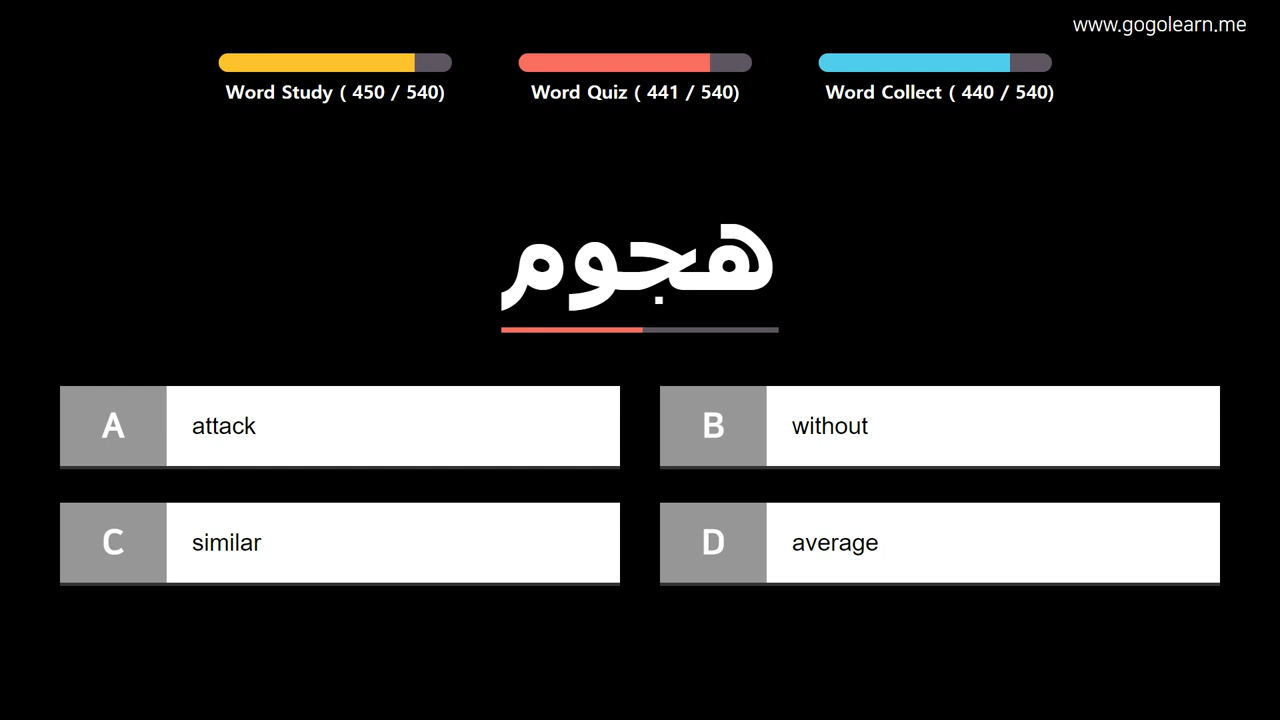 www.gogolearn.me
Word Study ( 450 / 540)
Word Quiz ( 441 / 540)
Word Collect ( 440 / 540)
هجوم
A attack
B without
C similar
D average